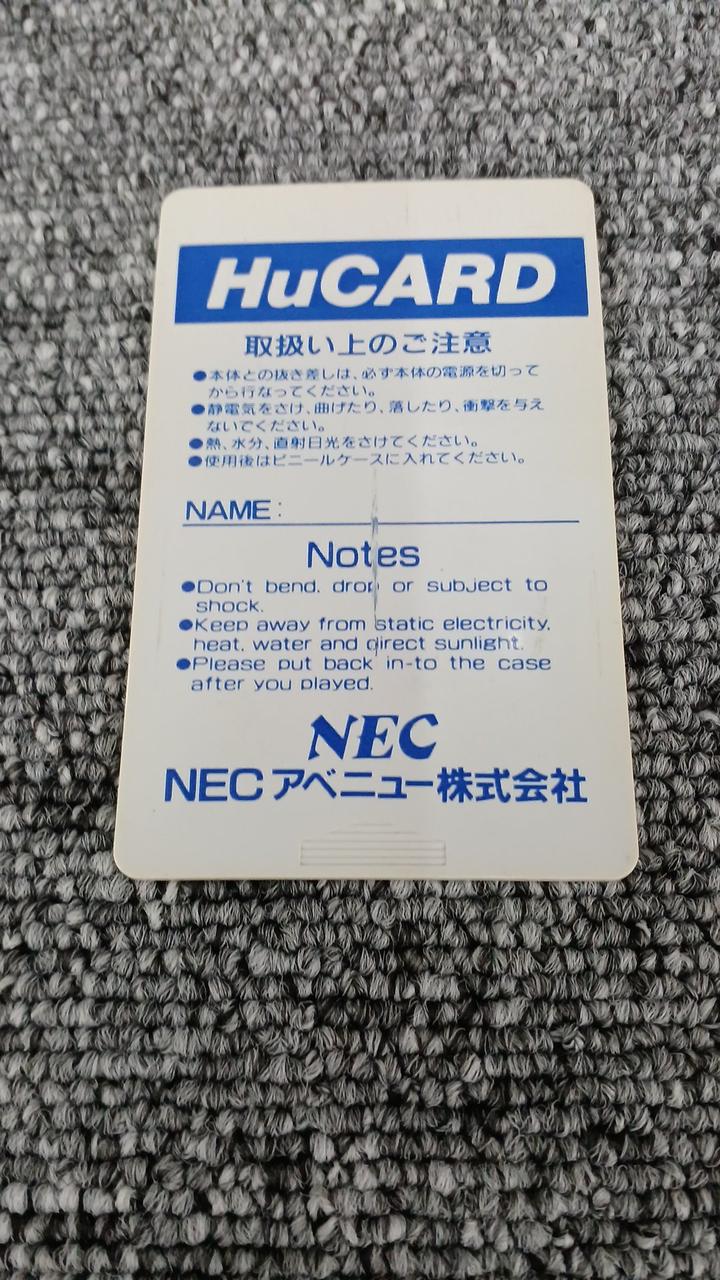 HuCARD
取扱い上のご注意
●本体との抜き差しは、必ず本体の電源を切って
から行なってください。
●静電気をさけ、曲げたり、落したり、衝撃を与え
ないでください。
●熱、水分、直射日光をさけてください。
●使用後はビニールケースに入れてください。
NAME:
Notes
●Don't bend. drop or subject to
shock.
●Keep away from static electricity.
heat. water and direct sunlight.
●Please put back in-to the case
after you played.
NEC
NECアベニュー株式会社